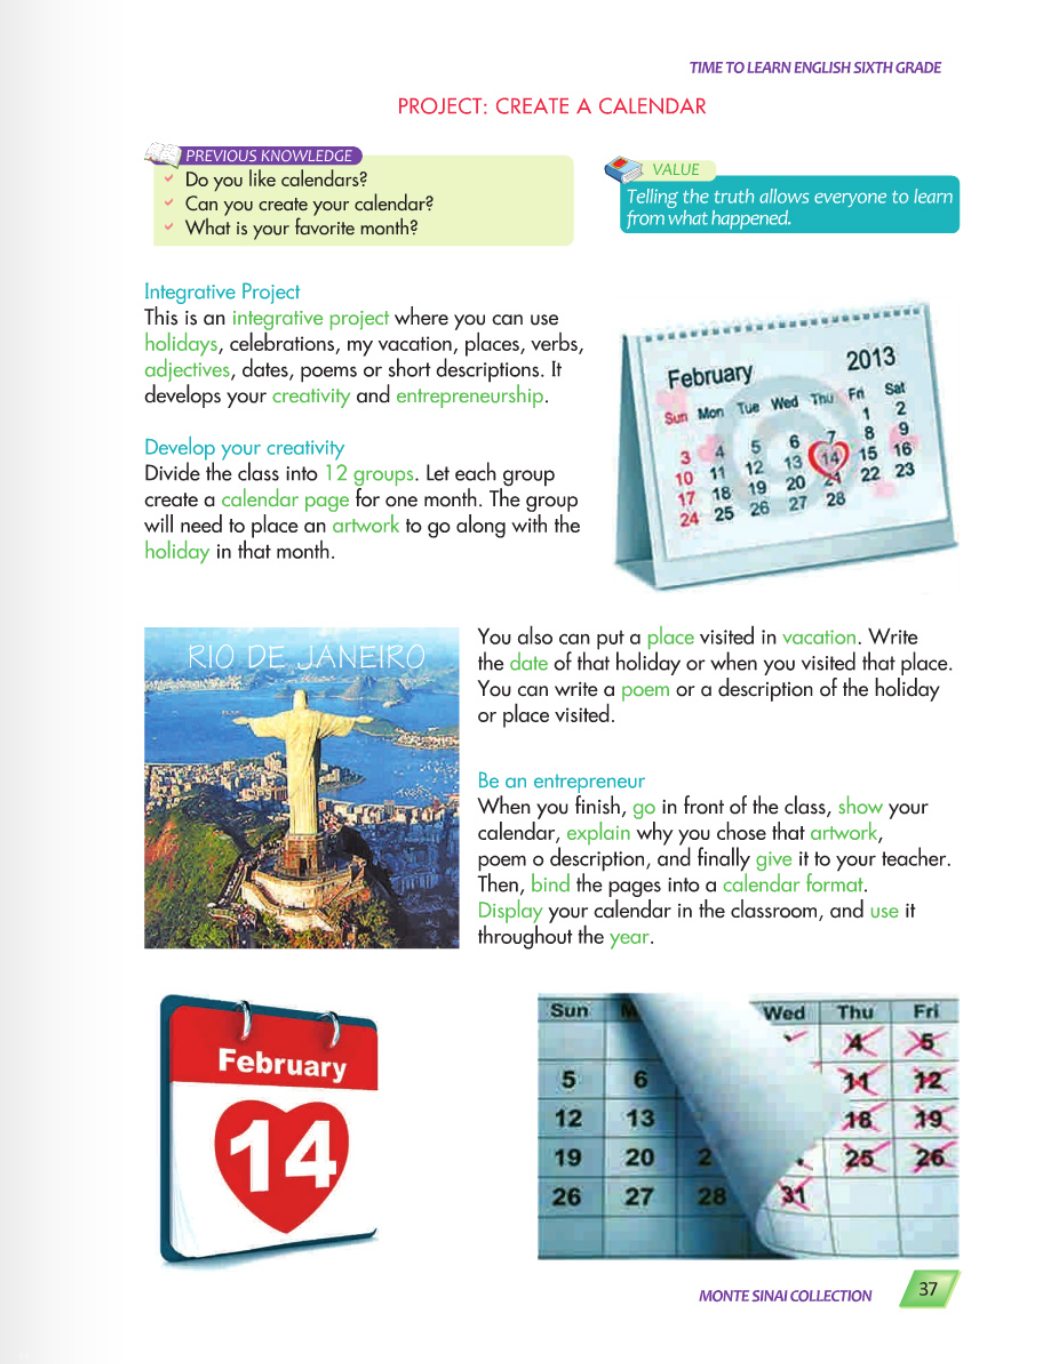 TIME TO LEARN ENGLISH SIXTH GRADE
PROJECT: CREATE A CALENDAR
PREVIOUS KNOWLEDGE
Do you like calendars?
Can you create your calendar?
What is your favorite month?
VALUE
Telling the truth allows everyone to learn
from what happened.
Integrative Project
This is an integrative project where you can use
holidays, celebrations, my vacation, places, verbs,
adjectives, dates, poems or short descriptions. It
develops your creativity and entrepreneurship.
Develop your creativity
Divide the class into 12 groups. Let each group
create a calendar page for one month. The group
will need to place an artwork to go along with the
holiday in that month.
February 2013
Sun Mon Tue Wed Thu Fri Sat
1 2
3 4 5 6 7 8 9
10 11 12 13 14 15 16
17 18 19 20 21 22 23
24 25 26 27 28
RIO DE JANEIRO
You also can put a place visited in vacation. Write
the date of that holiday or when you visited that place.
You can write a poem or a description of the holiday
or place visited.
Be an entrepreneur
When you finish, go in front of the class, show your
calendar, explain why you chose that artwork,
poem o description, and finally give it to your teacher.
Then, bind the pages into a calendar format.
Display your calendar in the classroom, and use it
throughout the year.
February
14
Sun Wed Thu Fri
4 5
5 6 11 12
12 13 18 19
19 20 2 25 26
26 27 28 31
MONTE SINAI COLLECTION
37